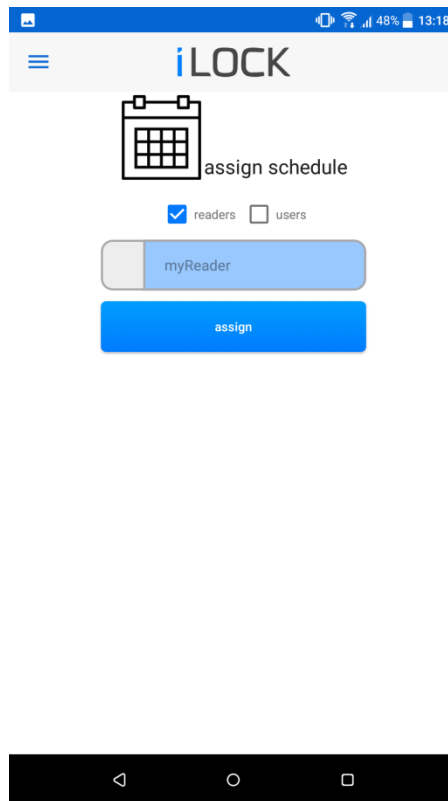 48% 13:18
iLOCK
assign schedule
readers users
myReader
assign